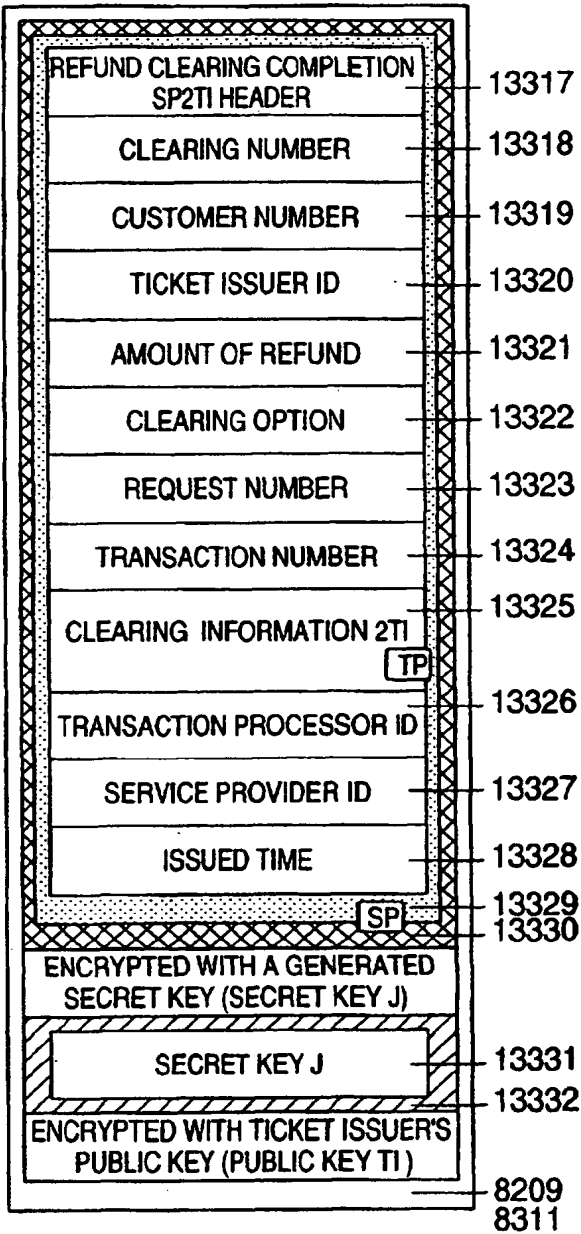 REFUND CLEARING COMPLETION
SP2TI HEADER
13317
CLEARING NUMBER
13318
CUSTOMER NUMBER
13319
TICKET ISSUER ID
13320
AMOUNT OF REFUND
13321
CLEARING OPTION
13322
REQUEST NUMBER
13323
TRANSACTION NUMBER
13324
CLEARING INFORMATION 2TI
13325
TP
TRANSACTION PROCESSOR ID
13326
SERVICE PROVIDER ID
13327
ISSUED TIME
13328
SP
13329
13330
ENCRYPTED WITH A GENERATED
SECRET KEY (SECRET KEY J)
SECRET KEY J
13331
13332
ENCRYPTED WITH TICKET ISSUER'S
PUBLIC KEY (PUBLIC KEY TI)
8209
8311